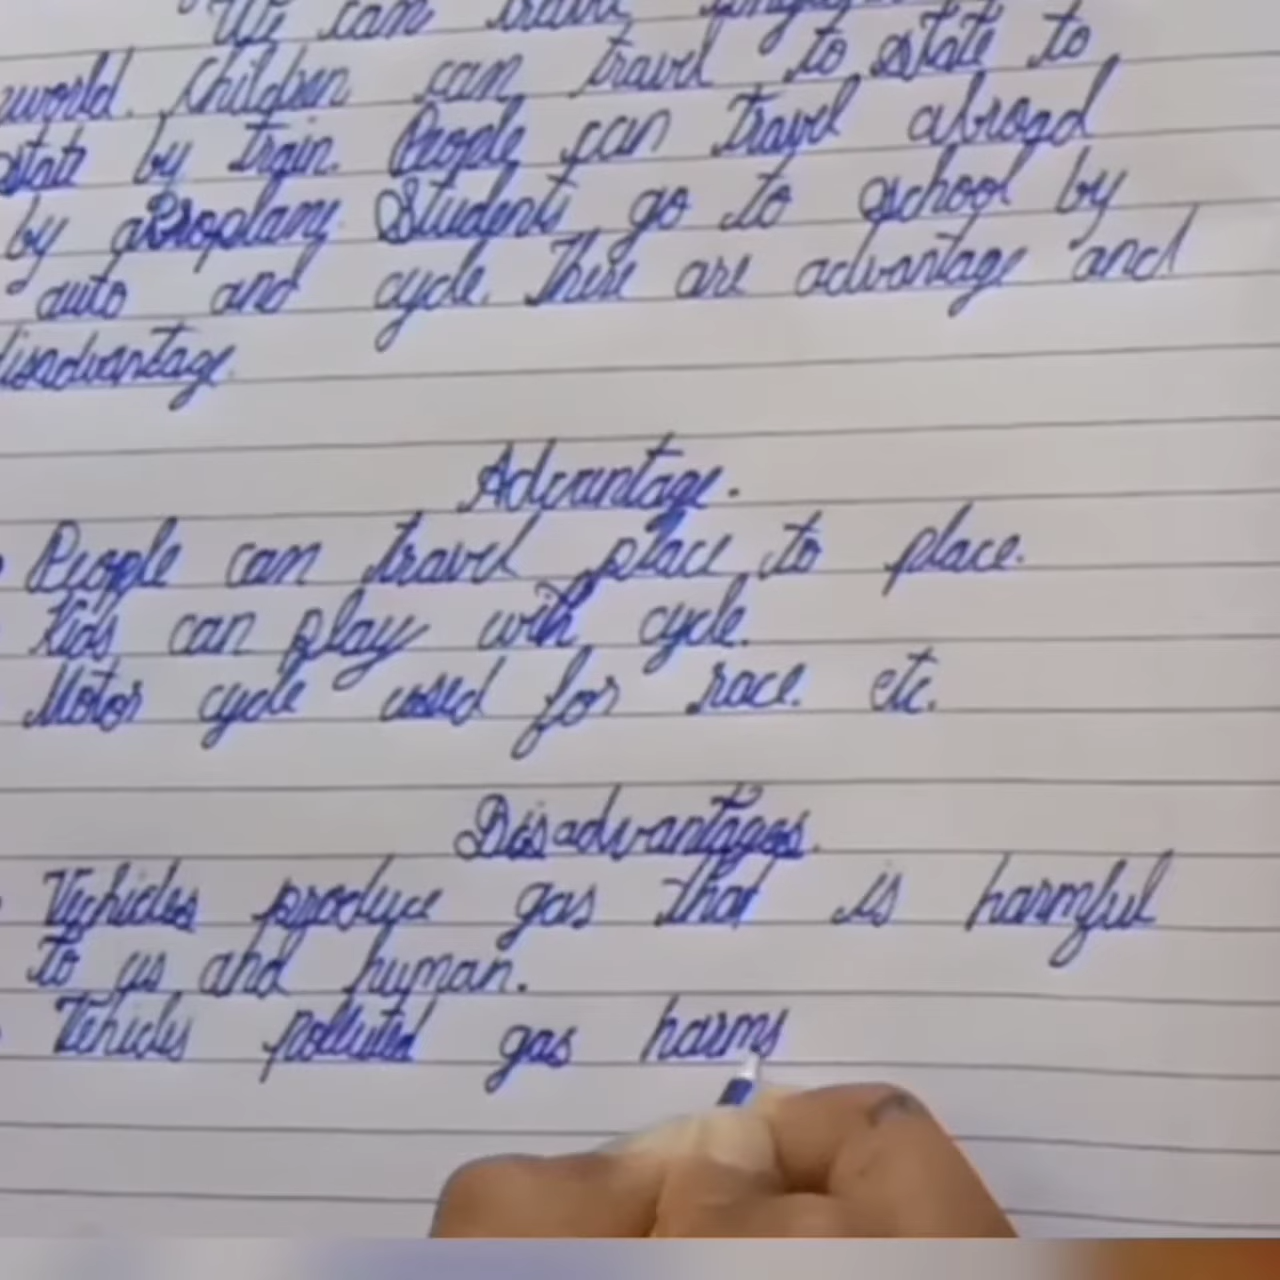 We can travel
world. Children can travel to state to
state by train. People can travel abroad
by aeroplane. Students go to school by
auto and cycle. There are advantage and
disadvantage.
Advantage.
People can travel place to place.
Kids can play with cycle.
Motor cycle used for race. etc.
Disadvantages.
Vehicles produce gas that is harmful
to us and human.
Vehicles polluted gas harms